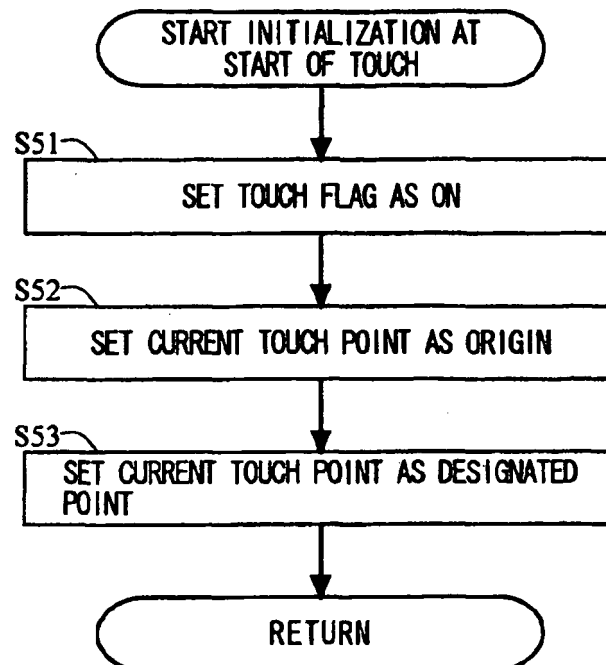 START INITIALIZATION AT
START OF TOUCH
S51
SET TOUCH FLAG AS ON
S52
SET CURRENT TOUCH POINT AS ORIGIN
S53
SET CURRENT TOUCH POINT AS DESIGNATED
POINT
RETURN